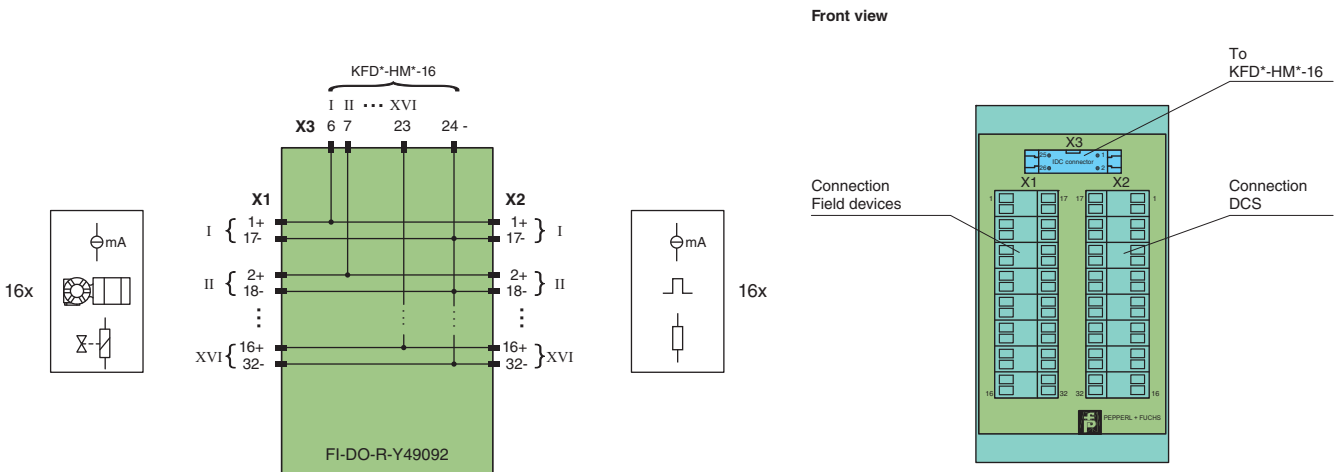 Front view
To
KFD*-HM*-16
KFD*-HM*-16
I II ••• XVI
X3 6 7 23 24 -
X3
25 1
IDC connector
26 2
X1 X2
X1 X2
Connection
Field devices
Connection
DCS
1 17 17 1
I { 1+ 1+ } I
17- 17-
mA
mA
II { 2+ 2+ } II
18- 18-
16x
16x
XVI { 16+ 16+ } XVI
32- 32-
16 32 32 16
PEPPERL + FUCHS
FI-DO-R-Y49092